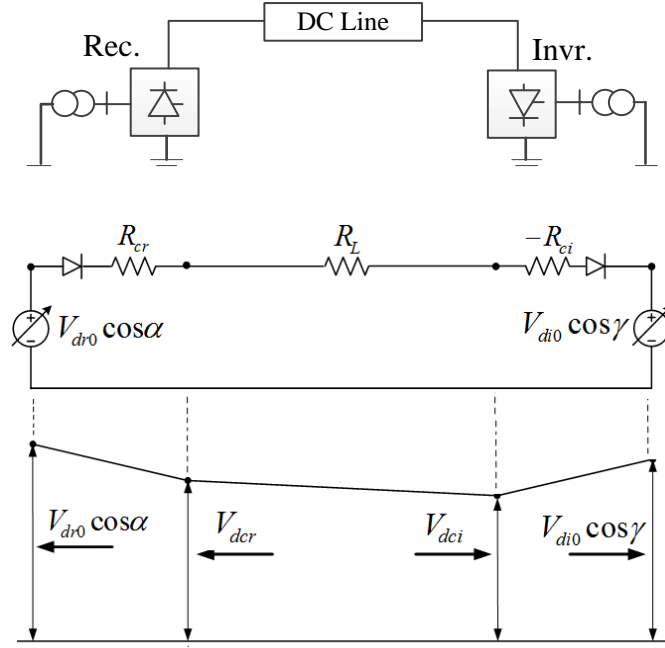 DC Line
Rec.
Invr.
R_cr
R_L
−R_ci
+
−
V_dr0 cosα
V_di0 cosγ
+
−
V_dr0 cosα
V_dcr
V_dci
V_di0 cosγ